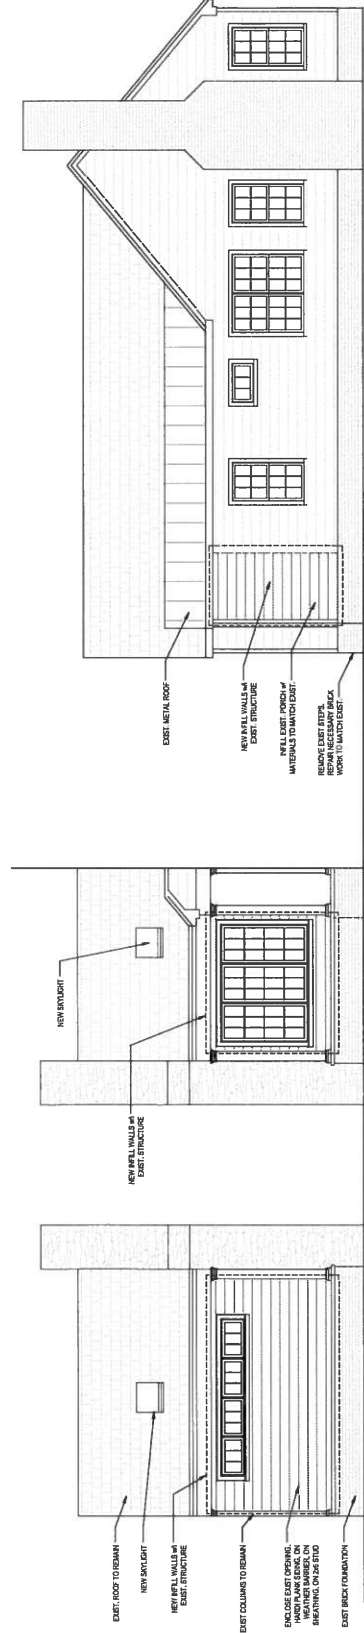 EXIST. ROOF TO REMAIN
NEW SKYLIGHT
NEW INFILL WALLS w/i
EXIST. STRUCTURE
EXIST COLUMNS TO REMAIN
ENCLOSE EXIST OPENING.
HARDI PLANK SIDING, ON
WEATHER BARRIER, ON
SHEATHING, ON 2x6 STUD
EXIST BRICK FOUNDATION
NEW SKYLIGHT
NEW INFILL WALLS w/i
EXIST. STRUCTURE
EXIST. METAL ROOF
NEW INFILL WALLS w/i
EXIST. STRUCTURE
INFILL EXIST. PORCH w/
MATERIALS TO MATCH EXIST.
REMOVE EXIST STEPS.
REPAIR NECESSARY BRICK
WORK TO MATCH EXIST.